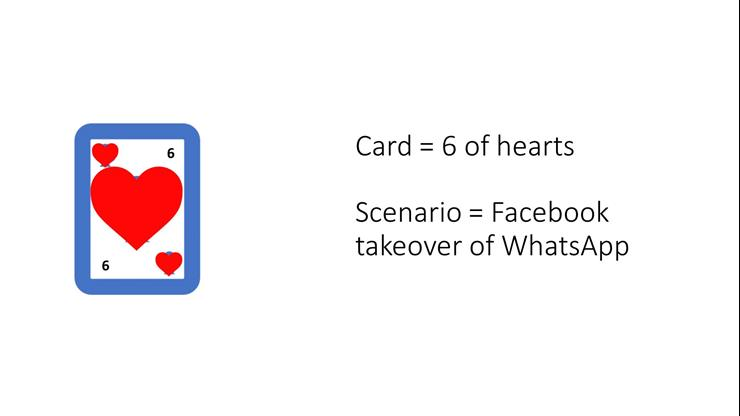 6
6
Card = 6 of hearts
Scenario = Facebook
takeover of WhatsApp